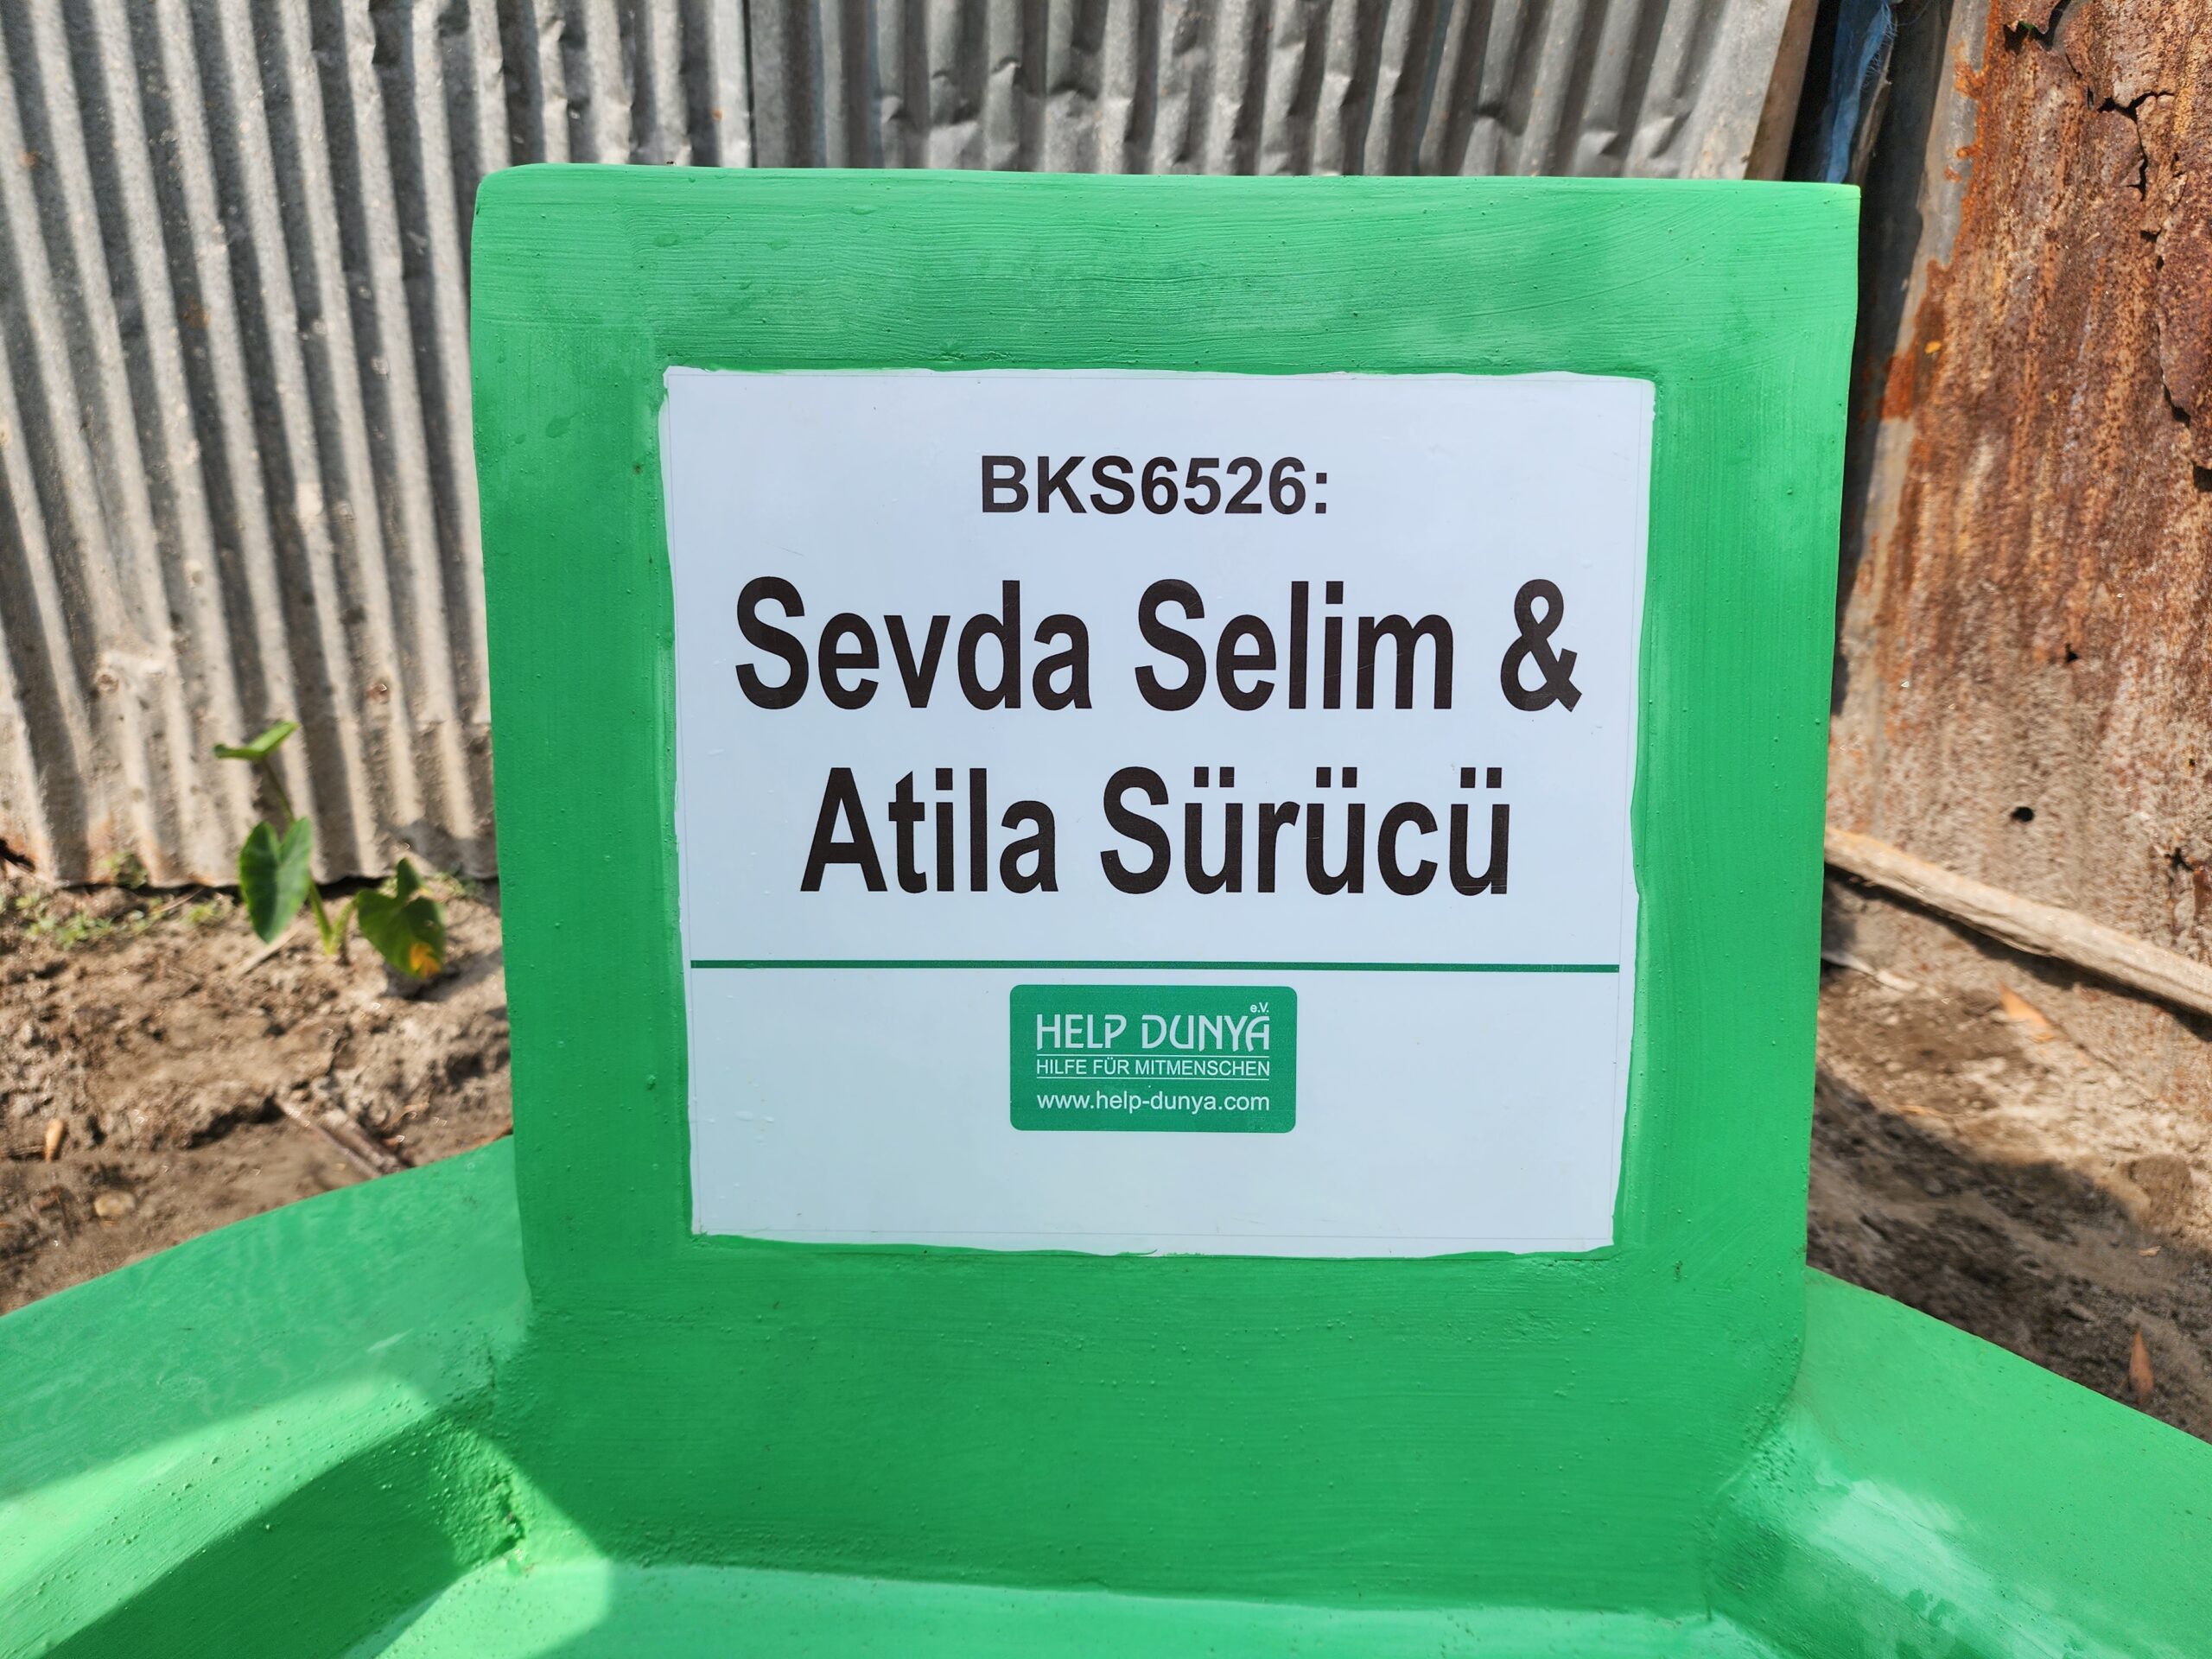 BKS6526:
Sevda Selim &
Atila Sürücü
HELP DUNYA e.V.
HILFE FÜR MITMENSCHEN
www.help-dunya.com